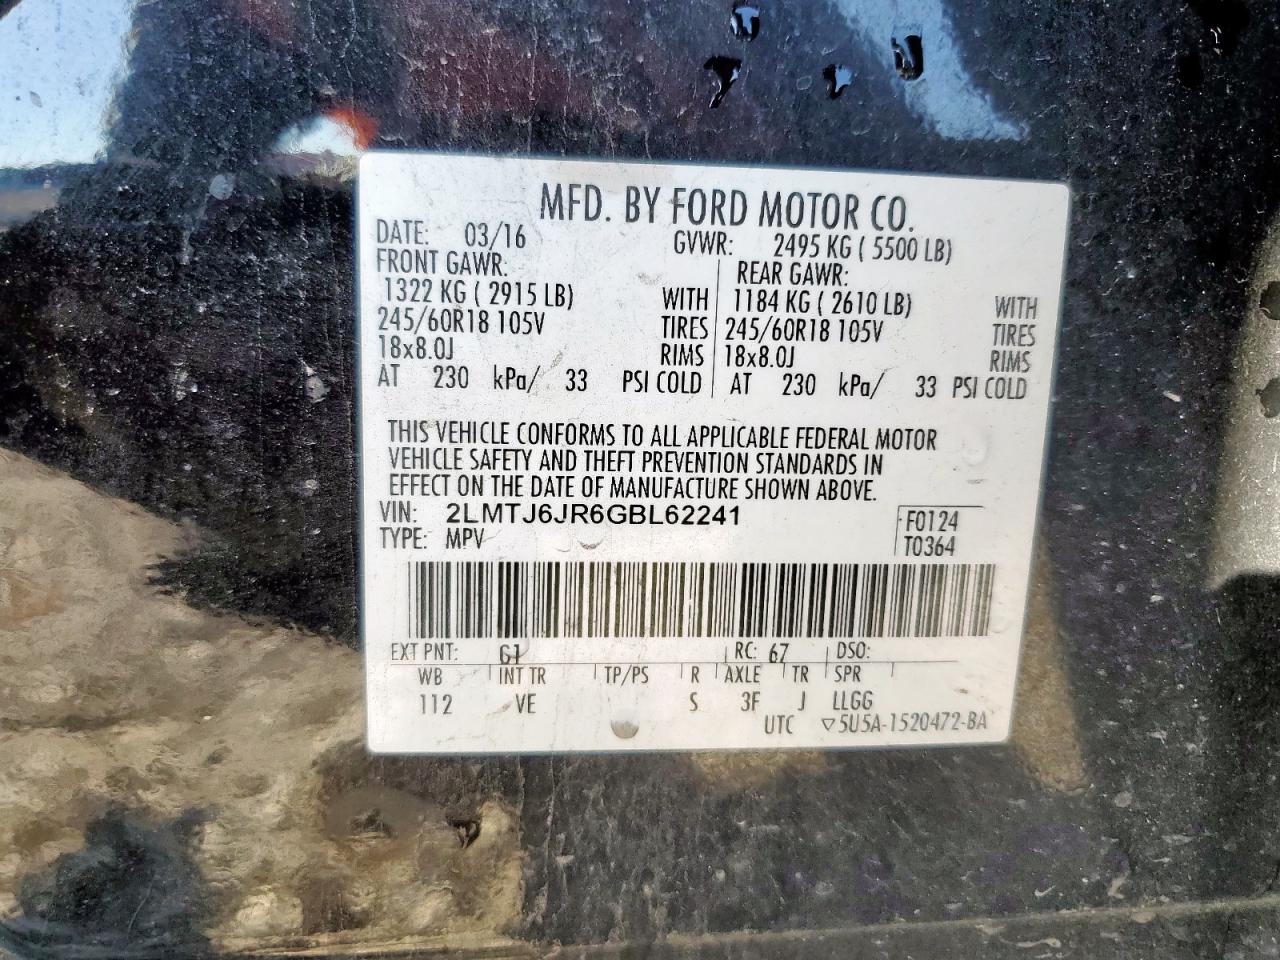 MFD. BY FORD MOTOR CO.
DATE: 03/16 GVWR: 2495 KG ( 5500 LB)
FRONT GAWR: REAR GAWR:
1322 KG ( 2915 LB) WITH 1184 KG ( 2610 LB) WITH
245/60R18 105V TIRES 245/60R18 105V TIRES
18x8.0J RIMS 18x8.0J RIMS
AT 230 kPa/ 33 PSI COLD AT 230 kPa/ 33 PSI COLD
THIS VEHICLE CONFORMS TO ALL APPLICABLE FEDERAL MOTOR
VEHICLE SAFETY AND THEFT PREVENTION STANDARDS IN
EFFECT ON THE DATE OF MANUFACTURE SHOWN ABOVE.
VIN: 2LMTJ6JR6GBL62241 F0124
TYPE: MPV T0364
EXT PNT: G1 RC: 67 DSO:
WB INT TR TP/PS R AXLE TR SPR
112 VE S 3F J LLGG
UTC ▽5U5A-1520472-BA